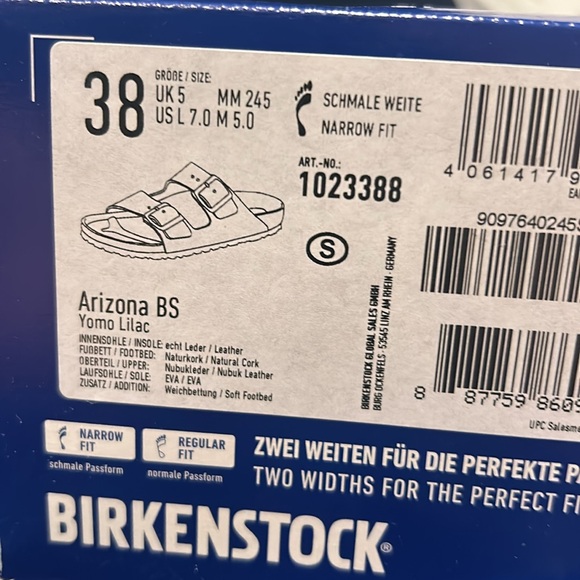 38
GRÖßE / SIZE:
UK 5 MM 245
US L 7.0 M 5.0
SCHMALE WEITE
NARROW FIT
ART.-NO.:
1023388
S
4 061417 9
9097640245
8 87759 860
UPC Salesme
BIRKENSTOCK GLOBAL SALES GMBH
BURG OCKENFELS · 53545 LINZ AM RHEIN · GERMANY
Arizona BS
Yomo Lilac
INNENSOHLE / INSOLE: echt Leder / Leather
FUßBETT / FOOTBED: Naturkork / Natural Cork
OBERTEIL / UPPER: Nubukleder / Nubuk Leather
LAUFSOHLE / SOLE: EVA / EVA
ZUSATZ / ADDITION: Weichbettung / Soft Footbed
NARROW FIT
schmale Passform
REGULAR FIT
normale Passform
ZWEI WEITEN FÜR DIE PERFEKTE P
TWO WIDTHS FOR THE PERFECT FI
BIRKENSTOCK®